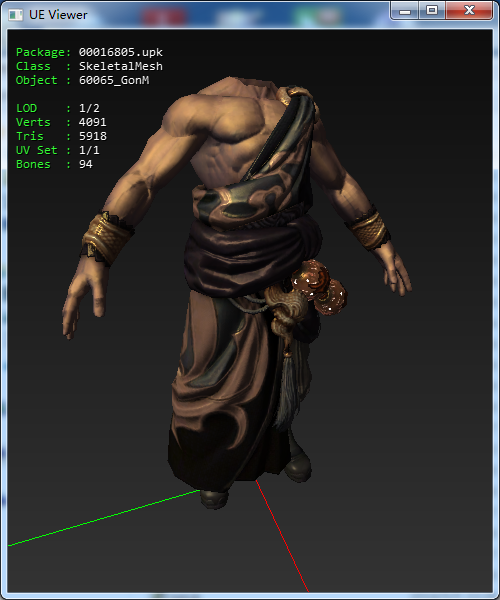 UE Viewer
Package: 00016805.upk
Class : SkeletalMesh
Object : 60065_GonM
LOD : 1/2
Verts : 4091
Tris : 5918
UV Set : 1/1
Bones : 94